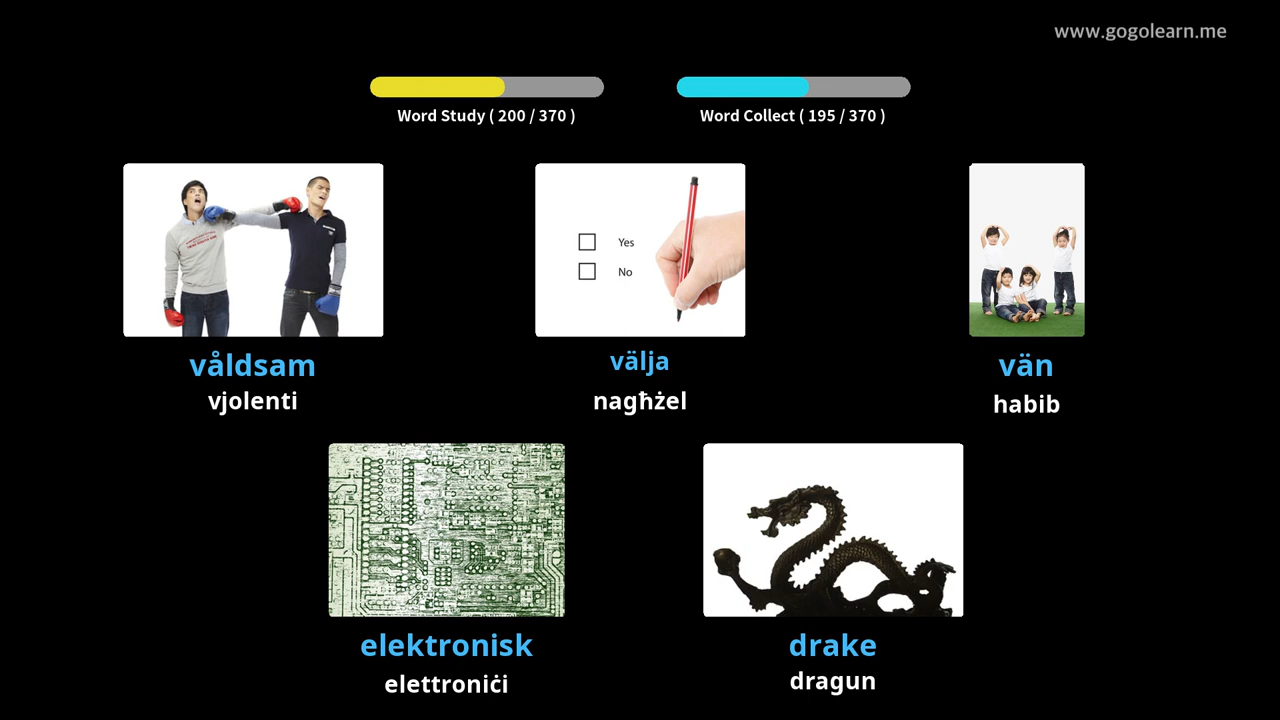 www.gogolearn.me
Word Study ( 200 / 370 )
Word Collect ( 195 / 370 )
Yes
No
våldsam
vjolenti
välja
nagħżel
vän
habib
elektronisk
elettroniċi
drake
dragun